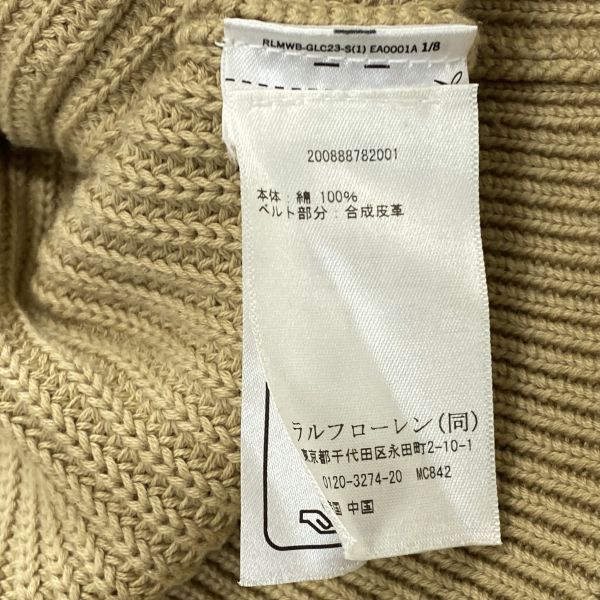 RLMWB-GLC23-S(1) EA0001A 1/8
200888782001
本体：綿 100%
ベルト部分：合成皮革
ラルフローレン(同)
東京都千代田区永田町2-10-1
0120-3274-20 MC842
国 中国